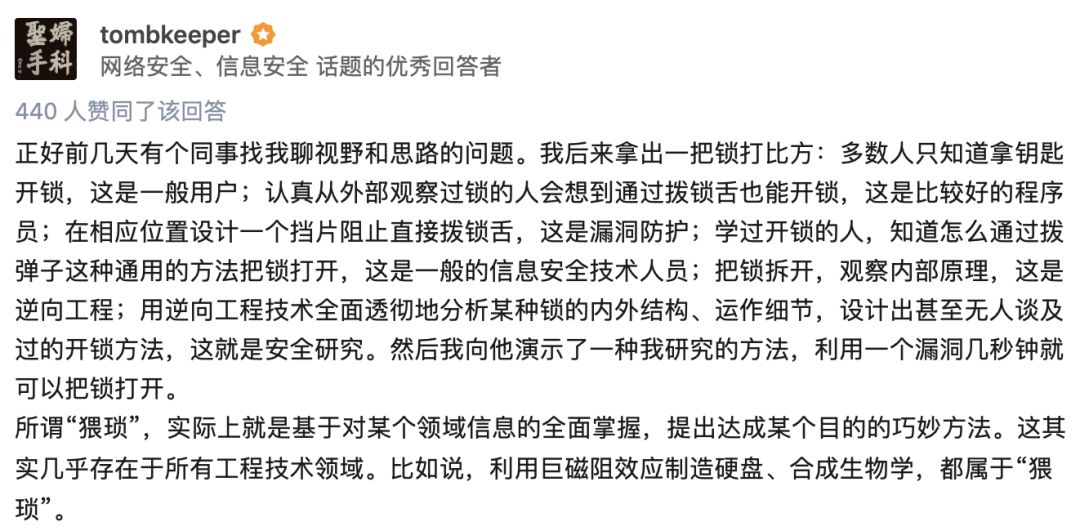 聖婦
手科
tombkeeper
网络安全、信息安全 话题的优秀回答者
440 人赞同了该回答
正好前几天有个同事找我聊视野和思路的问题。我后来拿出一把锁打比方：多数人只知道拿钥匙
开锁，这是一般用户；认真从外部观察过锁的人会想到通过拨锁舌也能开锁，这是比较好的程序
员；在相应位置设计一个挡片阻止直接拨锁舌，这是漏洞防护；学过开锁的人，知道怎么通过拨
弹子这种通用的方法把锁打开，这是一般的信息安全技术人员；把锁拆开，观察内部原理，这是
逆向工程；用逆向工程技术全面透彻地分析某种锁的内外结构、运作细节，设计出甚至无人谈及
过的开锁方法，这就是安全研究。然后我向他演示了一种我研究的方法，利用一个漏洞几秒钟就
可以把锁打开。
所谓“猥琐”，实际上就是基于对某个领域信息的全面掌握，提出达成某个目的的巧妙方法。这其
实几乎存在于所有工程技术领域。比如说，利用巨磁阻效应制造硬盘、合成生物学，都属于“猥
琐”。